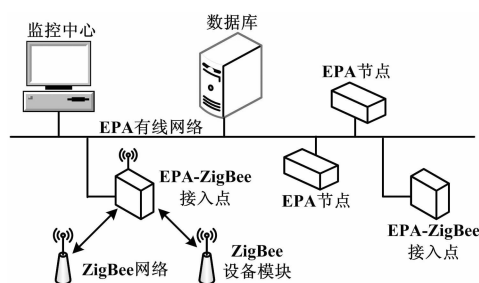 监控中心
数据库
EPA节点
EPA有线网络
EPA-ZigBee
接入点
EPA节点
EPA-ZigBee
接入点
ZigBee网络
ZigBee
设备模块